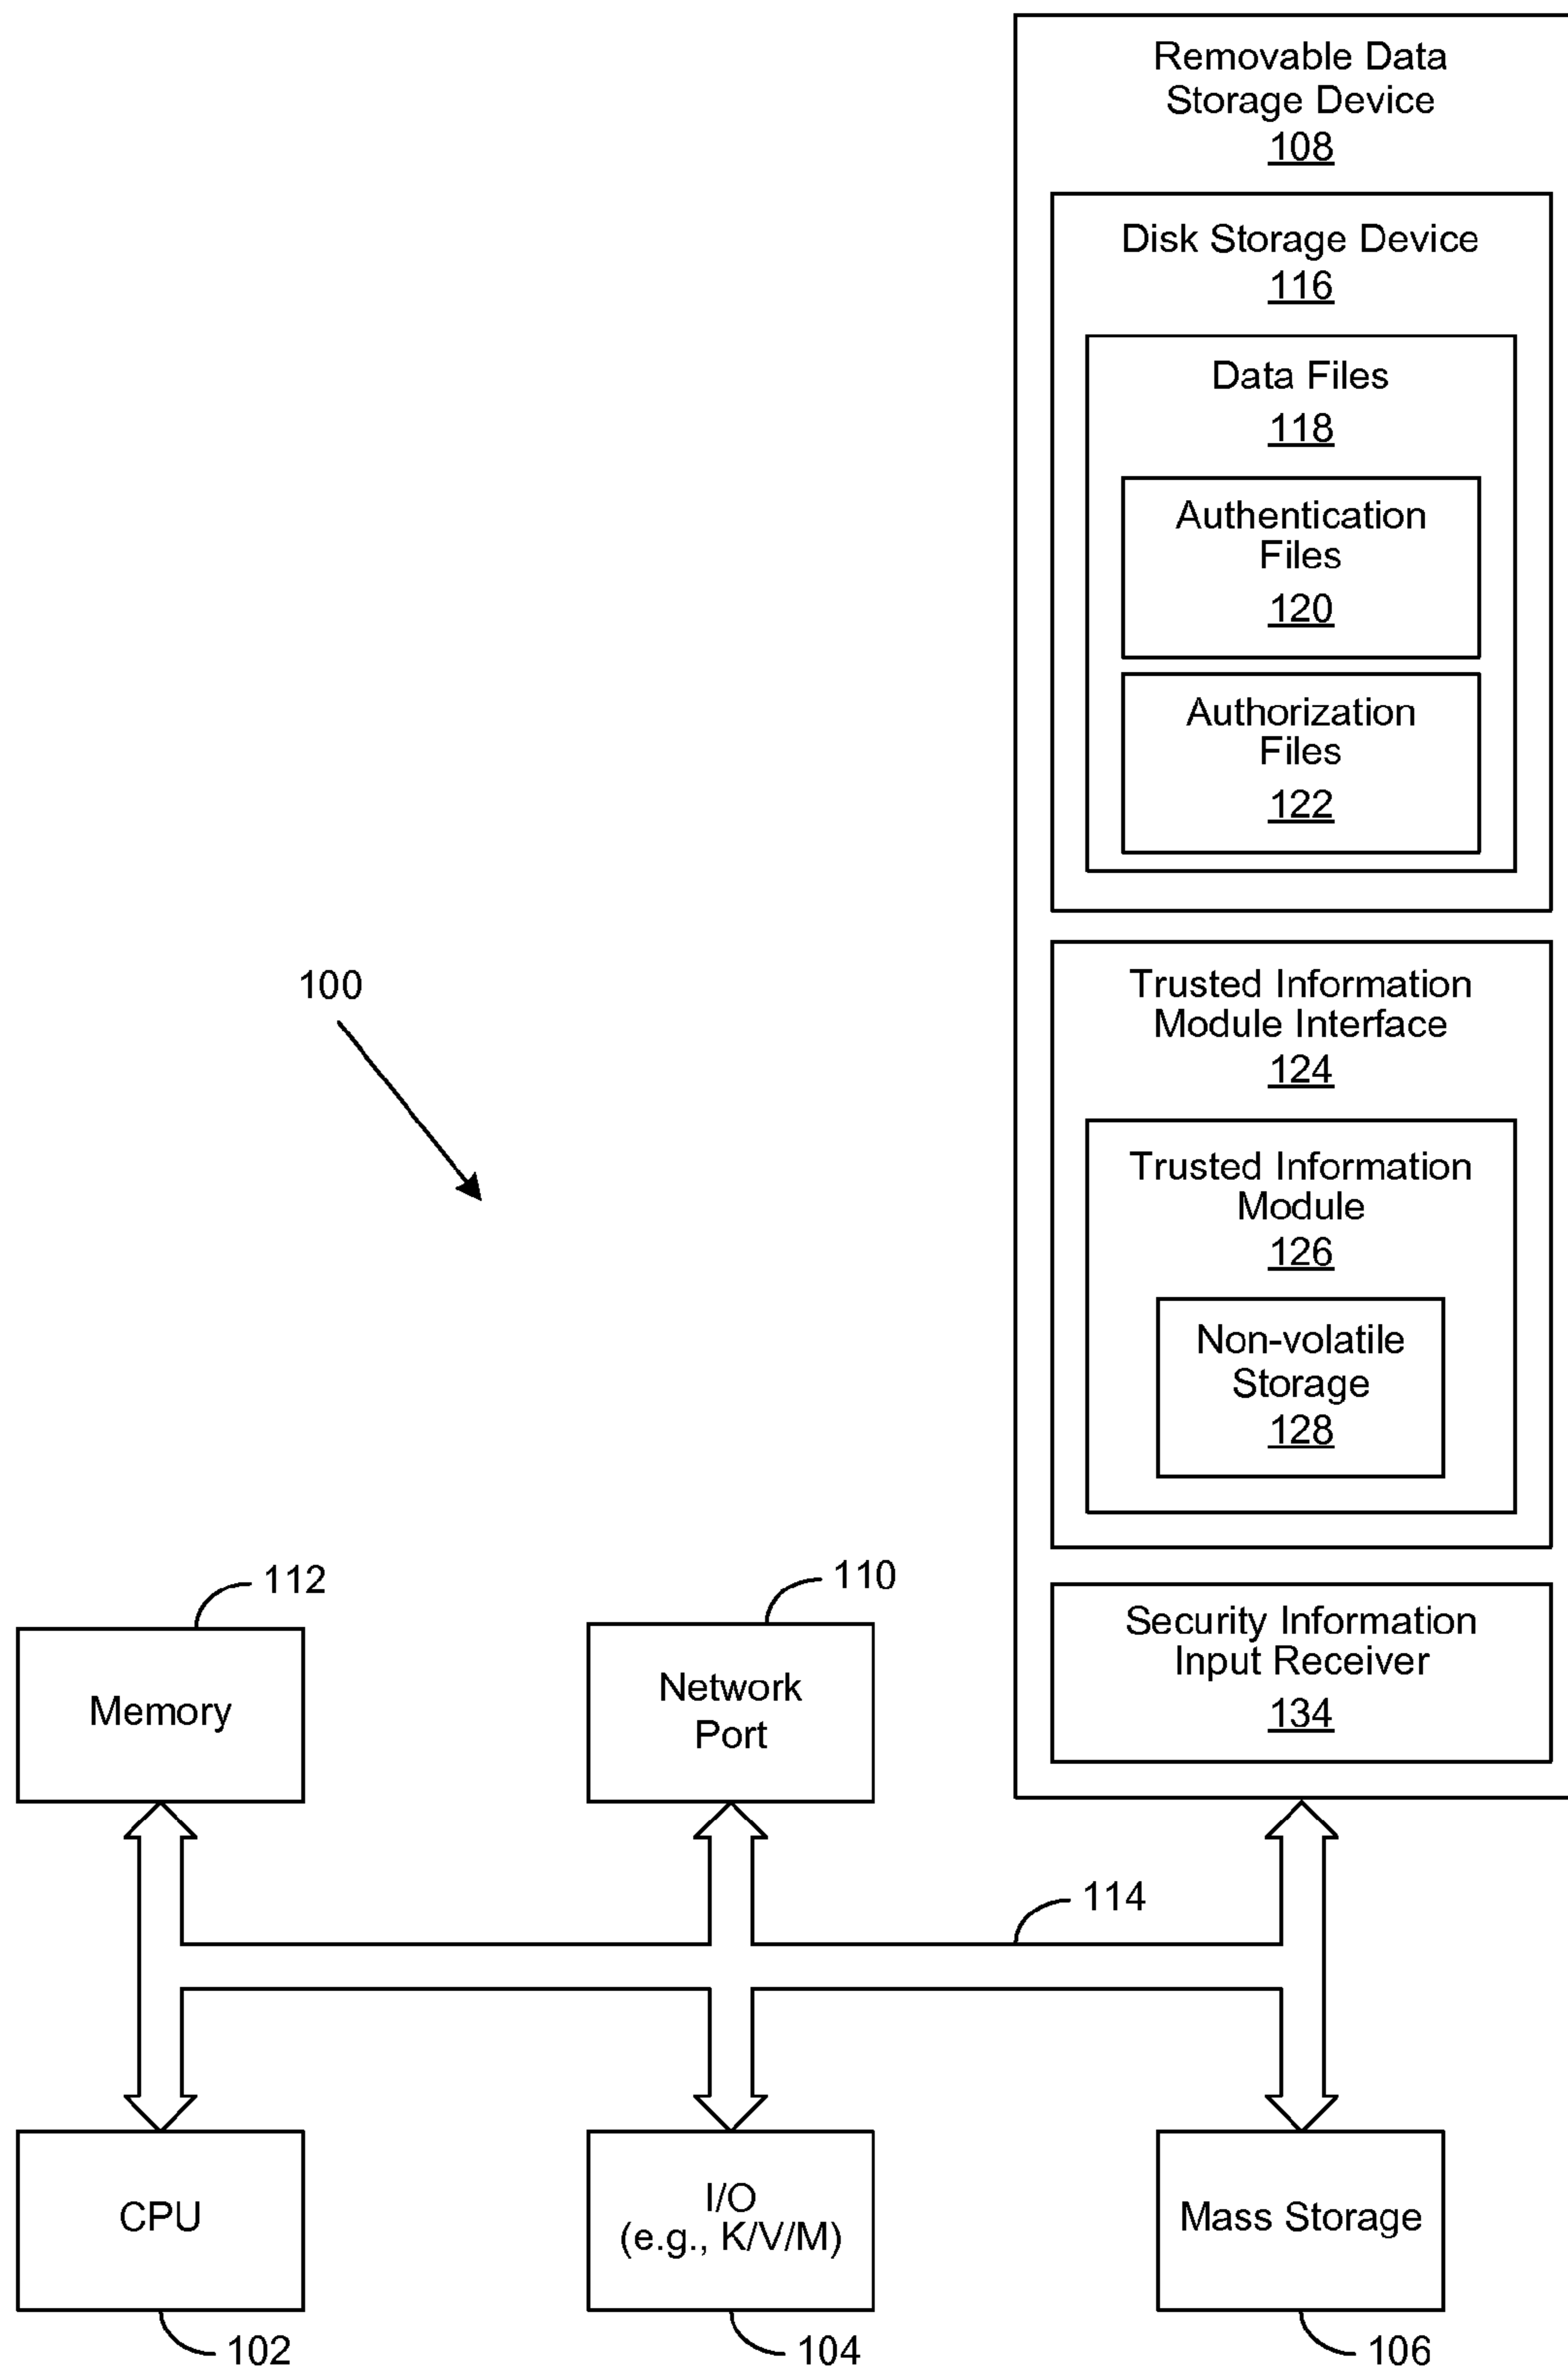 Removable Data
Storage Device
108
Disk Storage Device
116
Data Files
118
Authentication
Files
120
Authorization
Files
122
100
Trusted Information
Module Interface
124
Trusted Information
Module
126
Non-volatile
Storage
128
112
110
Memory
Network
Port
Security Information
Input Receiver
134
114
CPU
I/O
(e.g., K/V/M)
Mass Storage
102
104
106